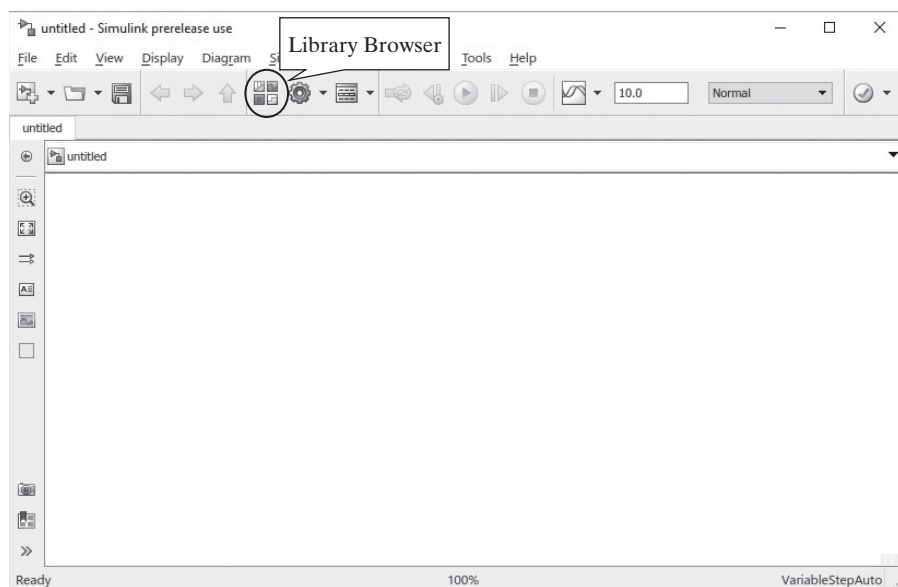 untitled - Simulink prerelease use
Library Browser
File Edit View Display Diagram Tools Help
10.0 Normal
untitled
untitled
Ready 100% VariableStepAuto